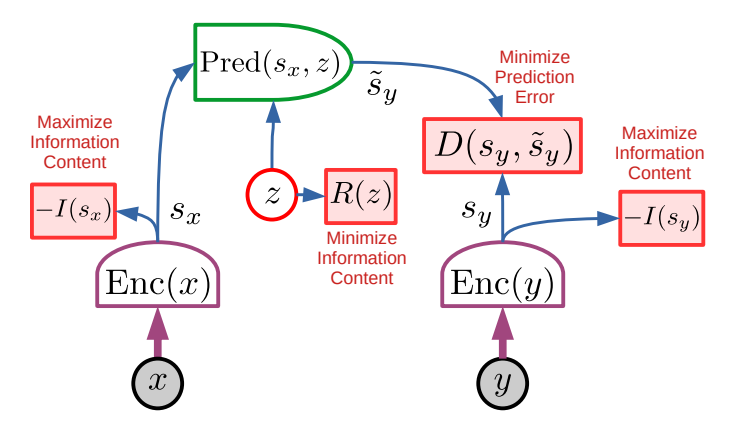 Pred(s_x, z)
s̃_y
Minimize
Prediction
Error
D(s_y, s̃_y)
Maximize
Information
Content
-I(s_x)
s_x
z
R(z)
Minimize
Information
Content
s_y
Maximize
Information
Content
-I(s_y)
Enc(x)
Enc(y)
x
y